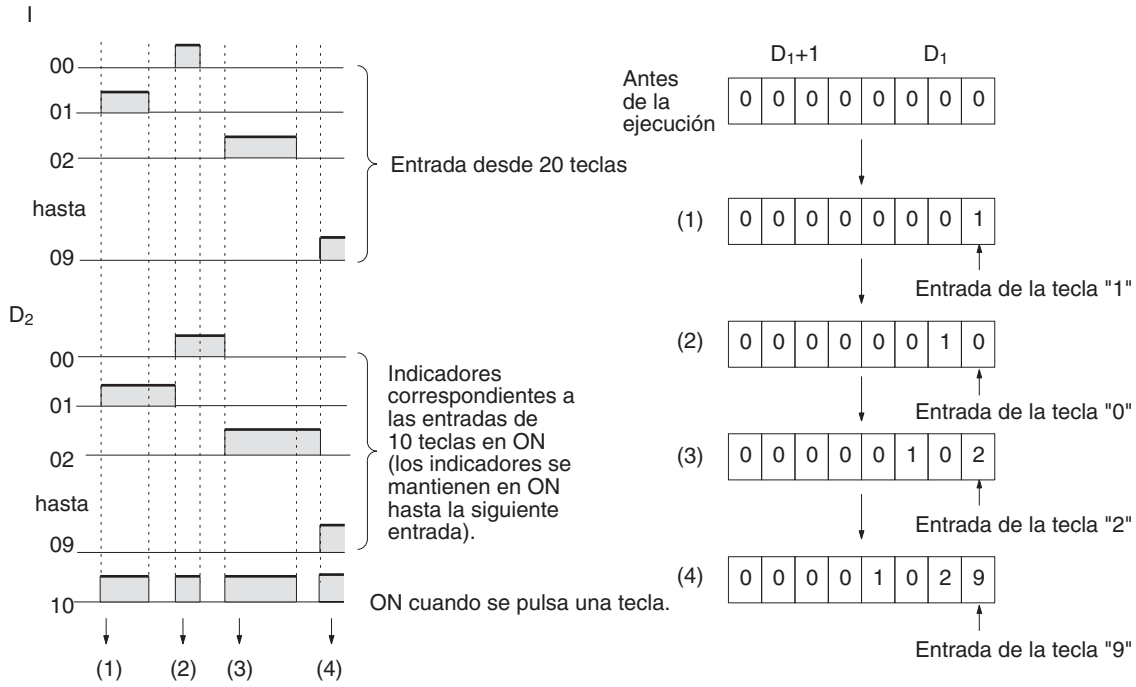 I
00
01
02
hasta
09
Entrada desde 20 teclas
D2
00
01
02
hasta
09
10
Indicadores
correspondientes a
las entradas de
10 teclas en ON
(los indicadores se
mantienen en ON
hasta la siguiente
entrada).
ON cuando se pulsa una tecla.
(1) (2) (3) (4)
D1+1 D1
Antes
de la
ejecución
0 0 0 0 0 0 0 0
(1) 0 0 0 0 0 0 0 1
Entrada de la tecla "1"
(2) 0 0 0 0 0 0 1 0
Entrada de la tecla "0"
(3) 0 0 0 0 0 1 0 2
Entrada de la tecla "2"
(4) 0 0 0 0 1 0 2 9
Entrada de la tecla "9"